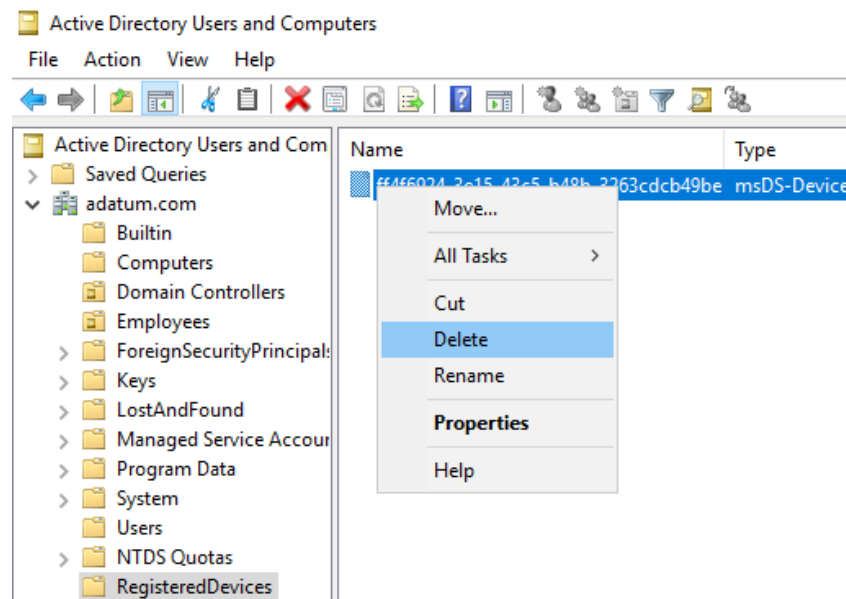 Active Directory Users and Computers
File Action View Help
Active Directory Users and Com
Saved Queries
adatum.com
Builtin
Computers
Domain Controllers
Employees
ForeignSecurityPrincipals
Keys
LostAndFound
Managed Service Accour
Program Data
System
Users
NTDS Quotas
RegisteredDevices
Name Type
msDS-Device
Move...
All Tasks
Cut
Delete
Rename
Properties
Help